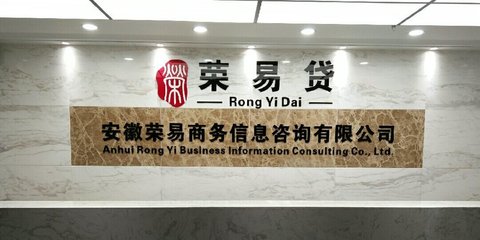 榮
荣易贷
Rong Yi Dai
安徽荣易商务信息咨询有限公司
Anhui Rong Yi Business Information Consulting Co., Ltd.